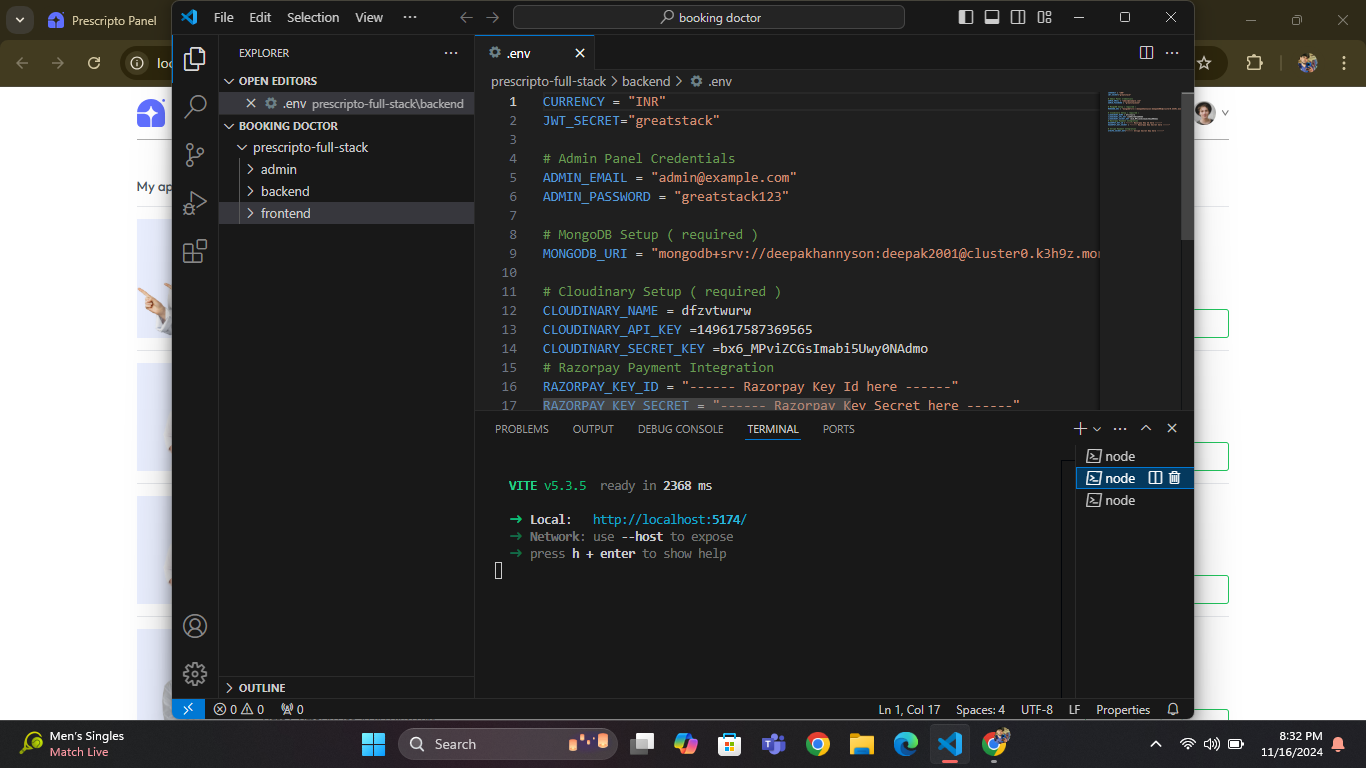 Prescripto Panel
File Edit Selection View ··· booking doctor
EXPLORER
OPEN EDITORS
.env prescripto-full-stack\backend
BOOKING DOCTOR
prescripto-full-stack
admin
backend
frontend
OUTLINE
.env
prescripto-full-stack > backend > .env
1 CURRENCY = "INR"
2 JWT_SECRET="greatstack"
3
4 # Admin Panel Credentials
5 ADMIN_EMAIL = "admin@example.com"
6 ADMIN_PASSWORD = "greatstack123"
7
8 # MongoDB Setup ( required )
9 MONGODB_URI = "mongodb+srv://deepakhannyson:deepak2001@cluster0.k3h9z.mon
10
11 # Cloudinary Setup ( required )
12 CLOUDINARY_NAME = dfzvtwurw
13 CLOUDINARY_API_KEY =149617587369565
14 CLOUDINARY_SECRET_KEY =bx6_MPviZCGsImabi5Uwy0NAdmo
15 # Razorpay Payment Integration
16 RAZORPAY_KEY_ID = "------ Razorpay Key Id here ------"
17 RAZORPAY_KEY_SECRET = "------ Razorpay Key Secret here ------"
PROBLEMS OUTPUT DEBUG CONSOLE TERMINAL PORTS
VITE v5.3.5 ready in 2368 ms
➜ Local: http://localhost:5174/
➜ Network: use --host to expose
➜ press h + enter to show help
node
node
node
0 0 0
Ln 1, Col 17 Spaces: 4 UTF-8 LF Properties
loc
My ap
Men's Singles
Match Live
Search
8:32 PM
11/16/2024